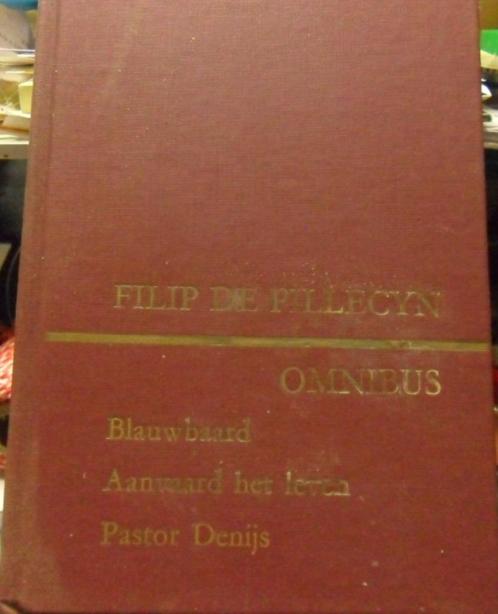 FILIP DE PILLECYN
OMNIBUS
Blauwbaard
Aanvaard het leven
Pastor Denijs